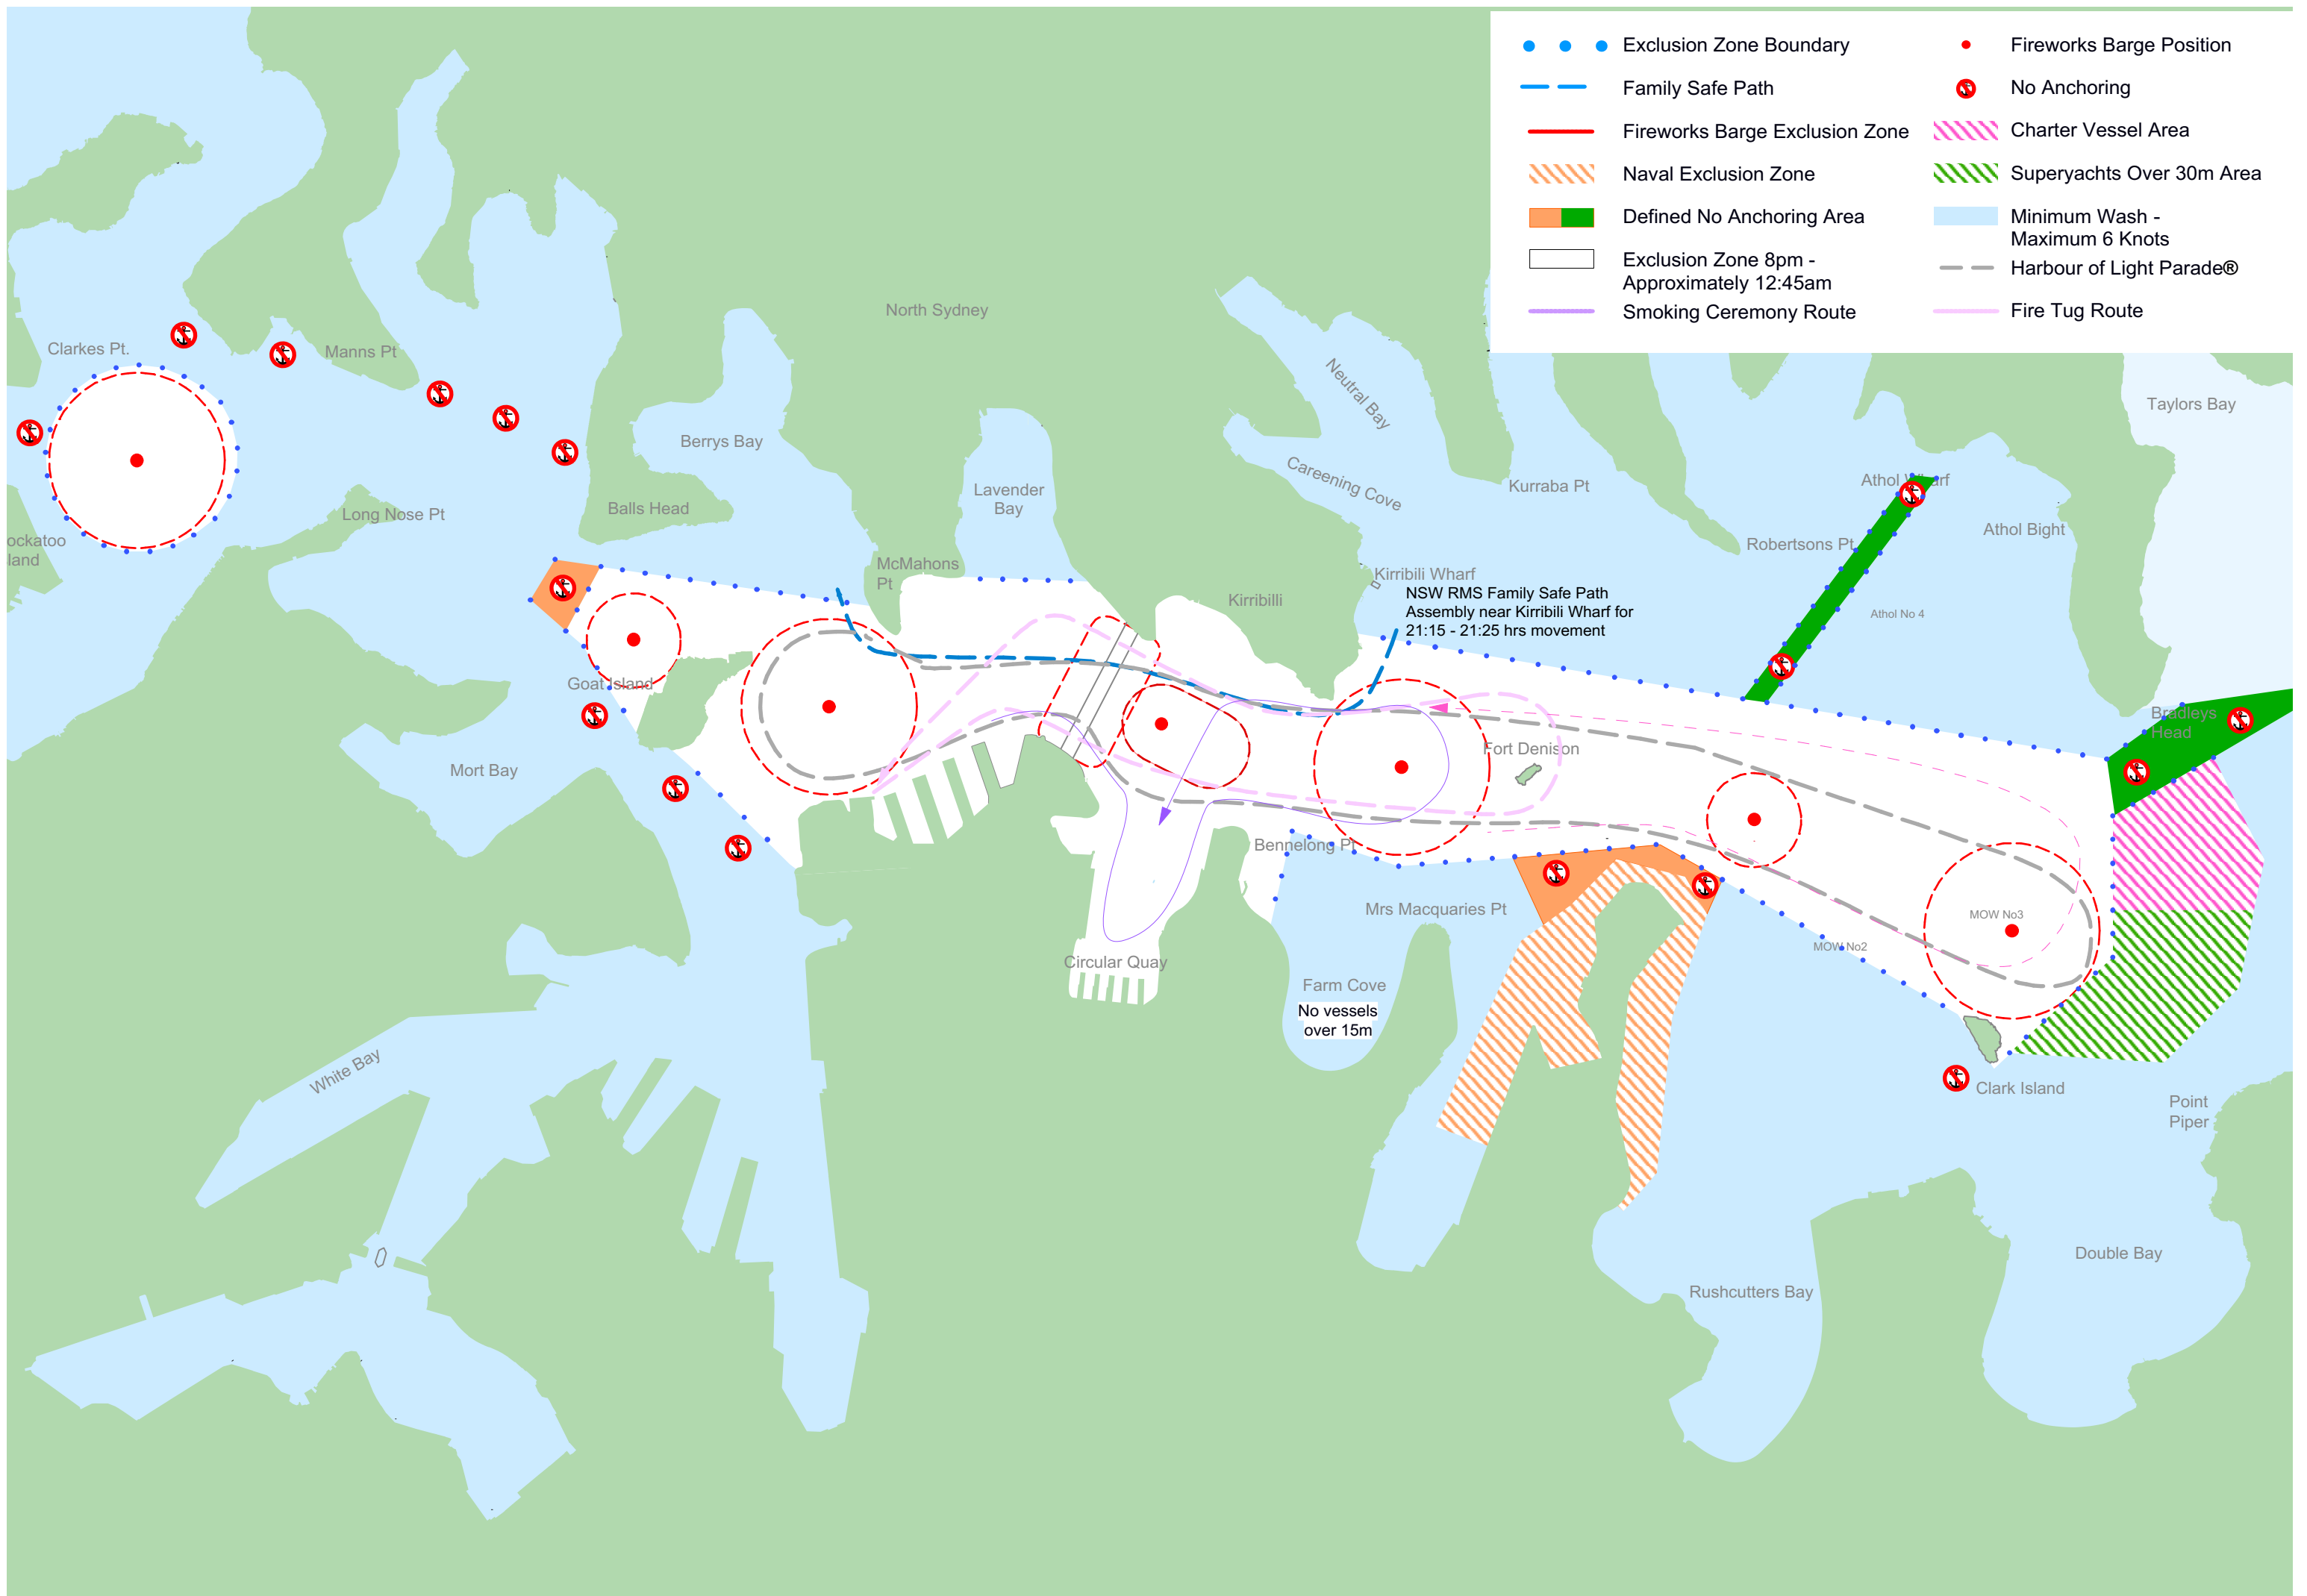 Exclusion Zone Boundary
Family Safe Path
Fireworks Barge Exclusion Zone
Naval Exclusion Zone
Defined No Anchoring Area
Exclusion Zone 8pm -
Approximately 12:45am
Smoking Ceremony Route
Fireworks Barge Position
No Anchoring
Charter Vessel Area
Superyachts Over 30m Area
Minimum Wash -
Maximum 6 Knots
Harbour of Light Parade®
Fire Tug Route
North Sydney
Clarkes Pt.
Manns Pt
Neutral Bay
Taylors Bay
Berrys Bay
Careening Cove
Lavender
Bay
Kurraba Pt
Athol Wharf
Long Nose Pt
Balls Head
ockatoo
land
Robertsons Pt
Athol Bight
McMahons
Pt
Kirribili Wharf
NSW RMS Family Safe Path
Assembly near Kirribili Wharf for
21:15 - 21:25 hrs movement
Kirribilli
Athol No 4
Goat Island
Bradleys
Head
Fort Denison
Mort Bay
Bennelong Pt
Mrs Macquaries Pt
MOW No3
MOW No2
Circular Quay
Farm Cove
No vessels
over 15m
White Bay
Clark Island
Point
Piper
Double Bay
Rushcutters Bay